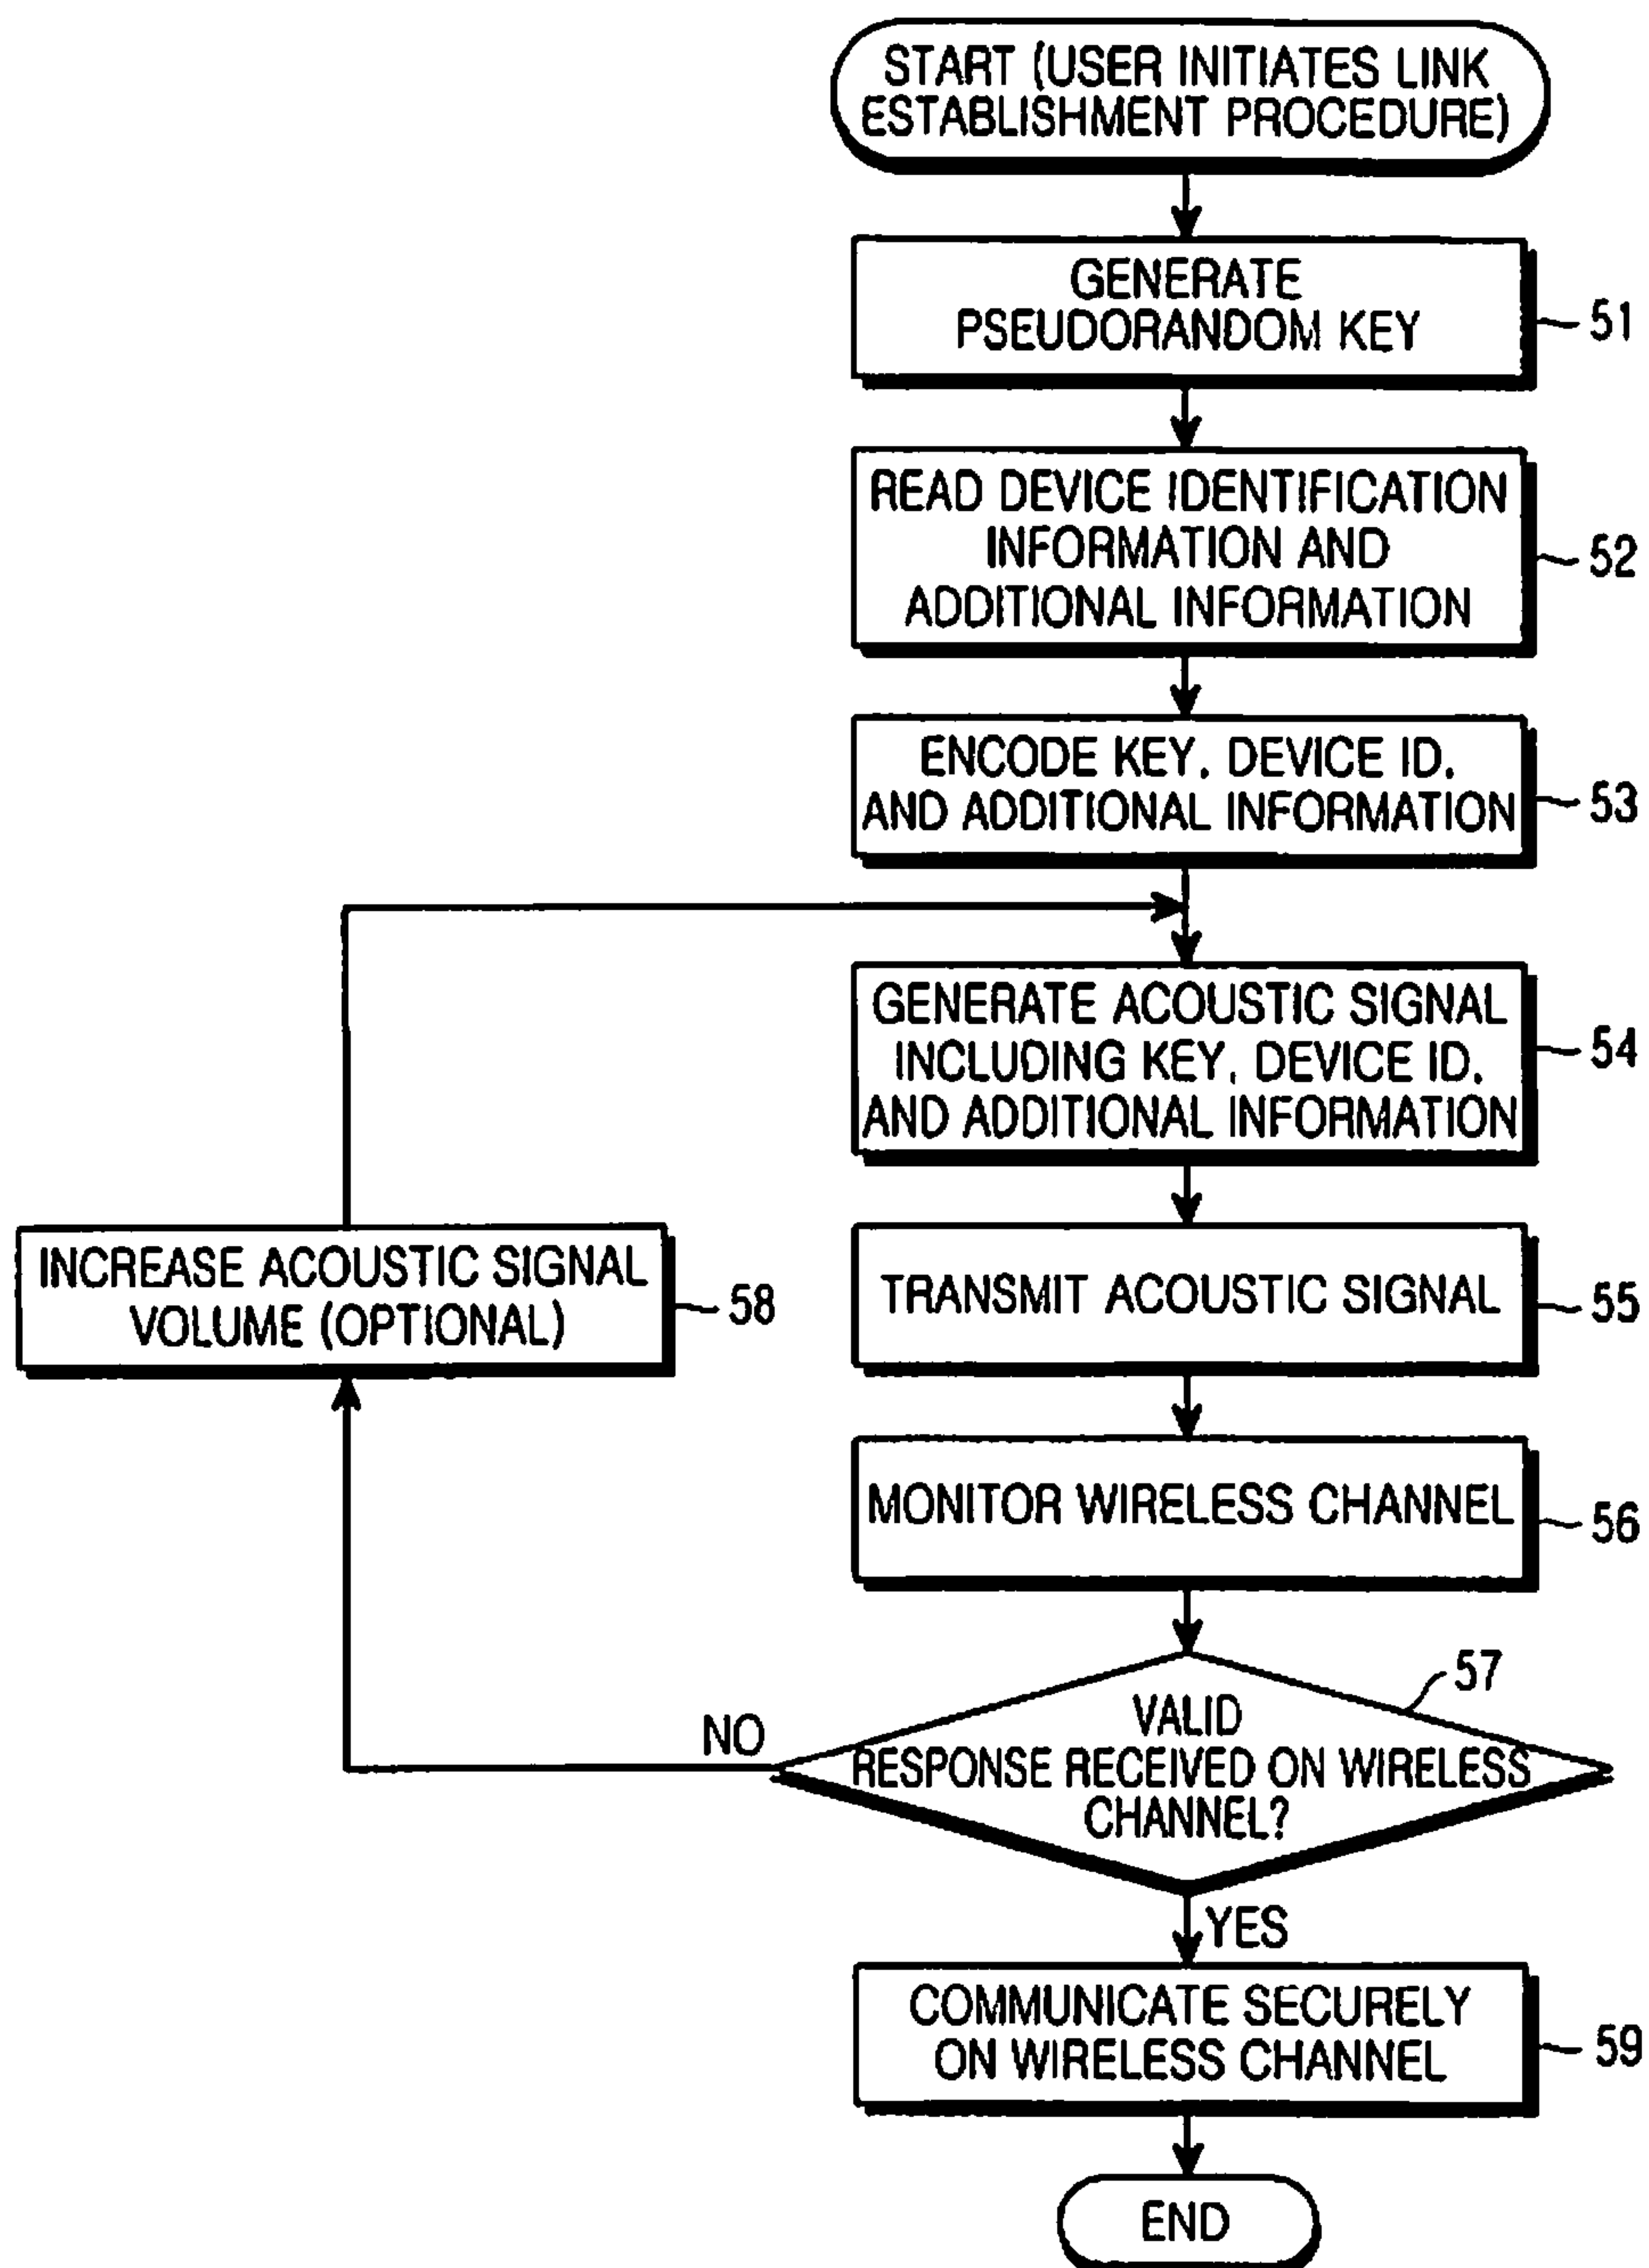 START (USER INITIATES LINK
ESTABLISHMENT PROCEDURE)
GENERATE
PSEUDORANDOM KEY
51
READ DEVICE IDENTIFICATION
INFORMATION AND
ADDITIONAL INFORMATION
52
ENCODE KEY, DEVICE ID,
AND ADDITIONAL INFORMATION
53
GENERATE ACOUSTIC SIGNAL
INCLUDING KEY, DEVICE ID,
AND ADDITIONAL INFORMATION
54
INCREASE ACOUSTIC SIGNAL
VOLUME (OPTIONAL)
58
TRANSMIT ACOUSTIC SIGNAL
55
MONITOR WIRELESS CHANNEL
56
57
NO
VALID
RESPONSE RECEIVED ON WIRELESS
CHANNEL?
YES
COMMUNICATE SECURELY
ON WIRELESS CHANNEL
59
END